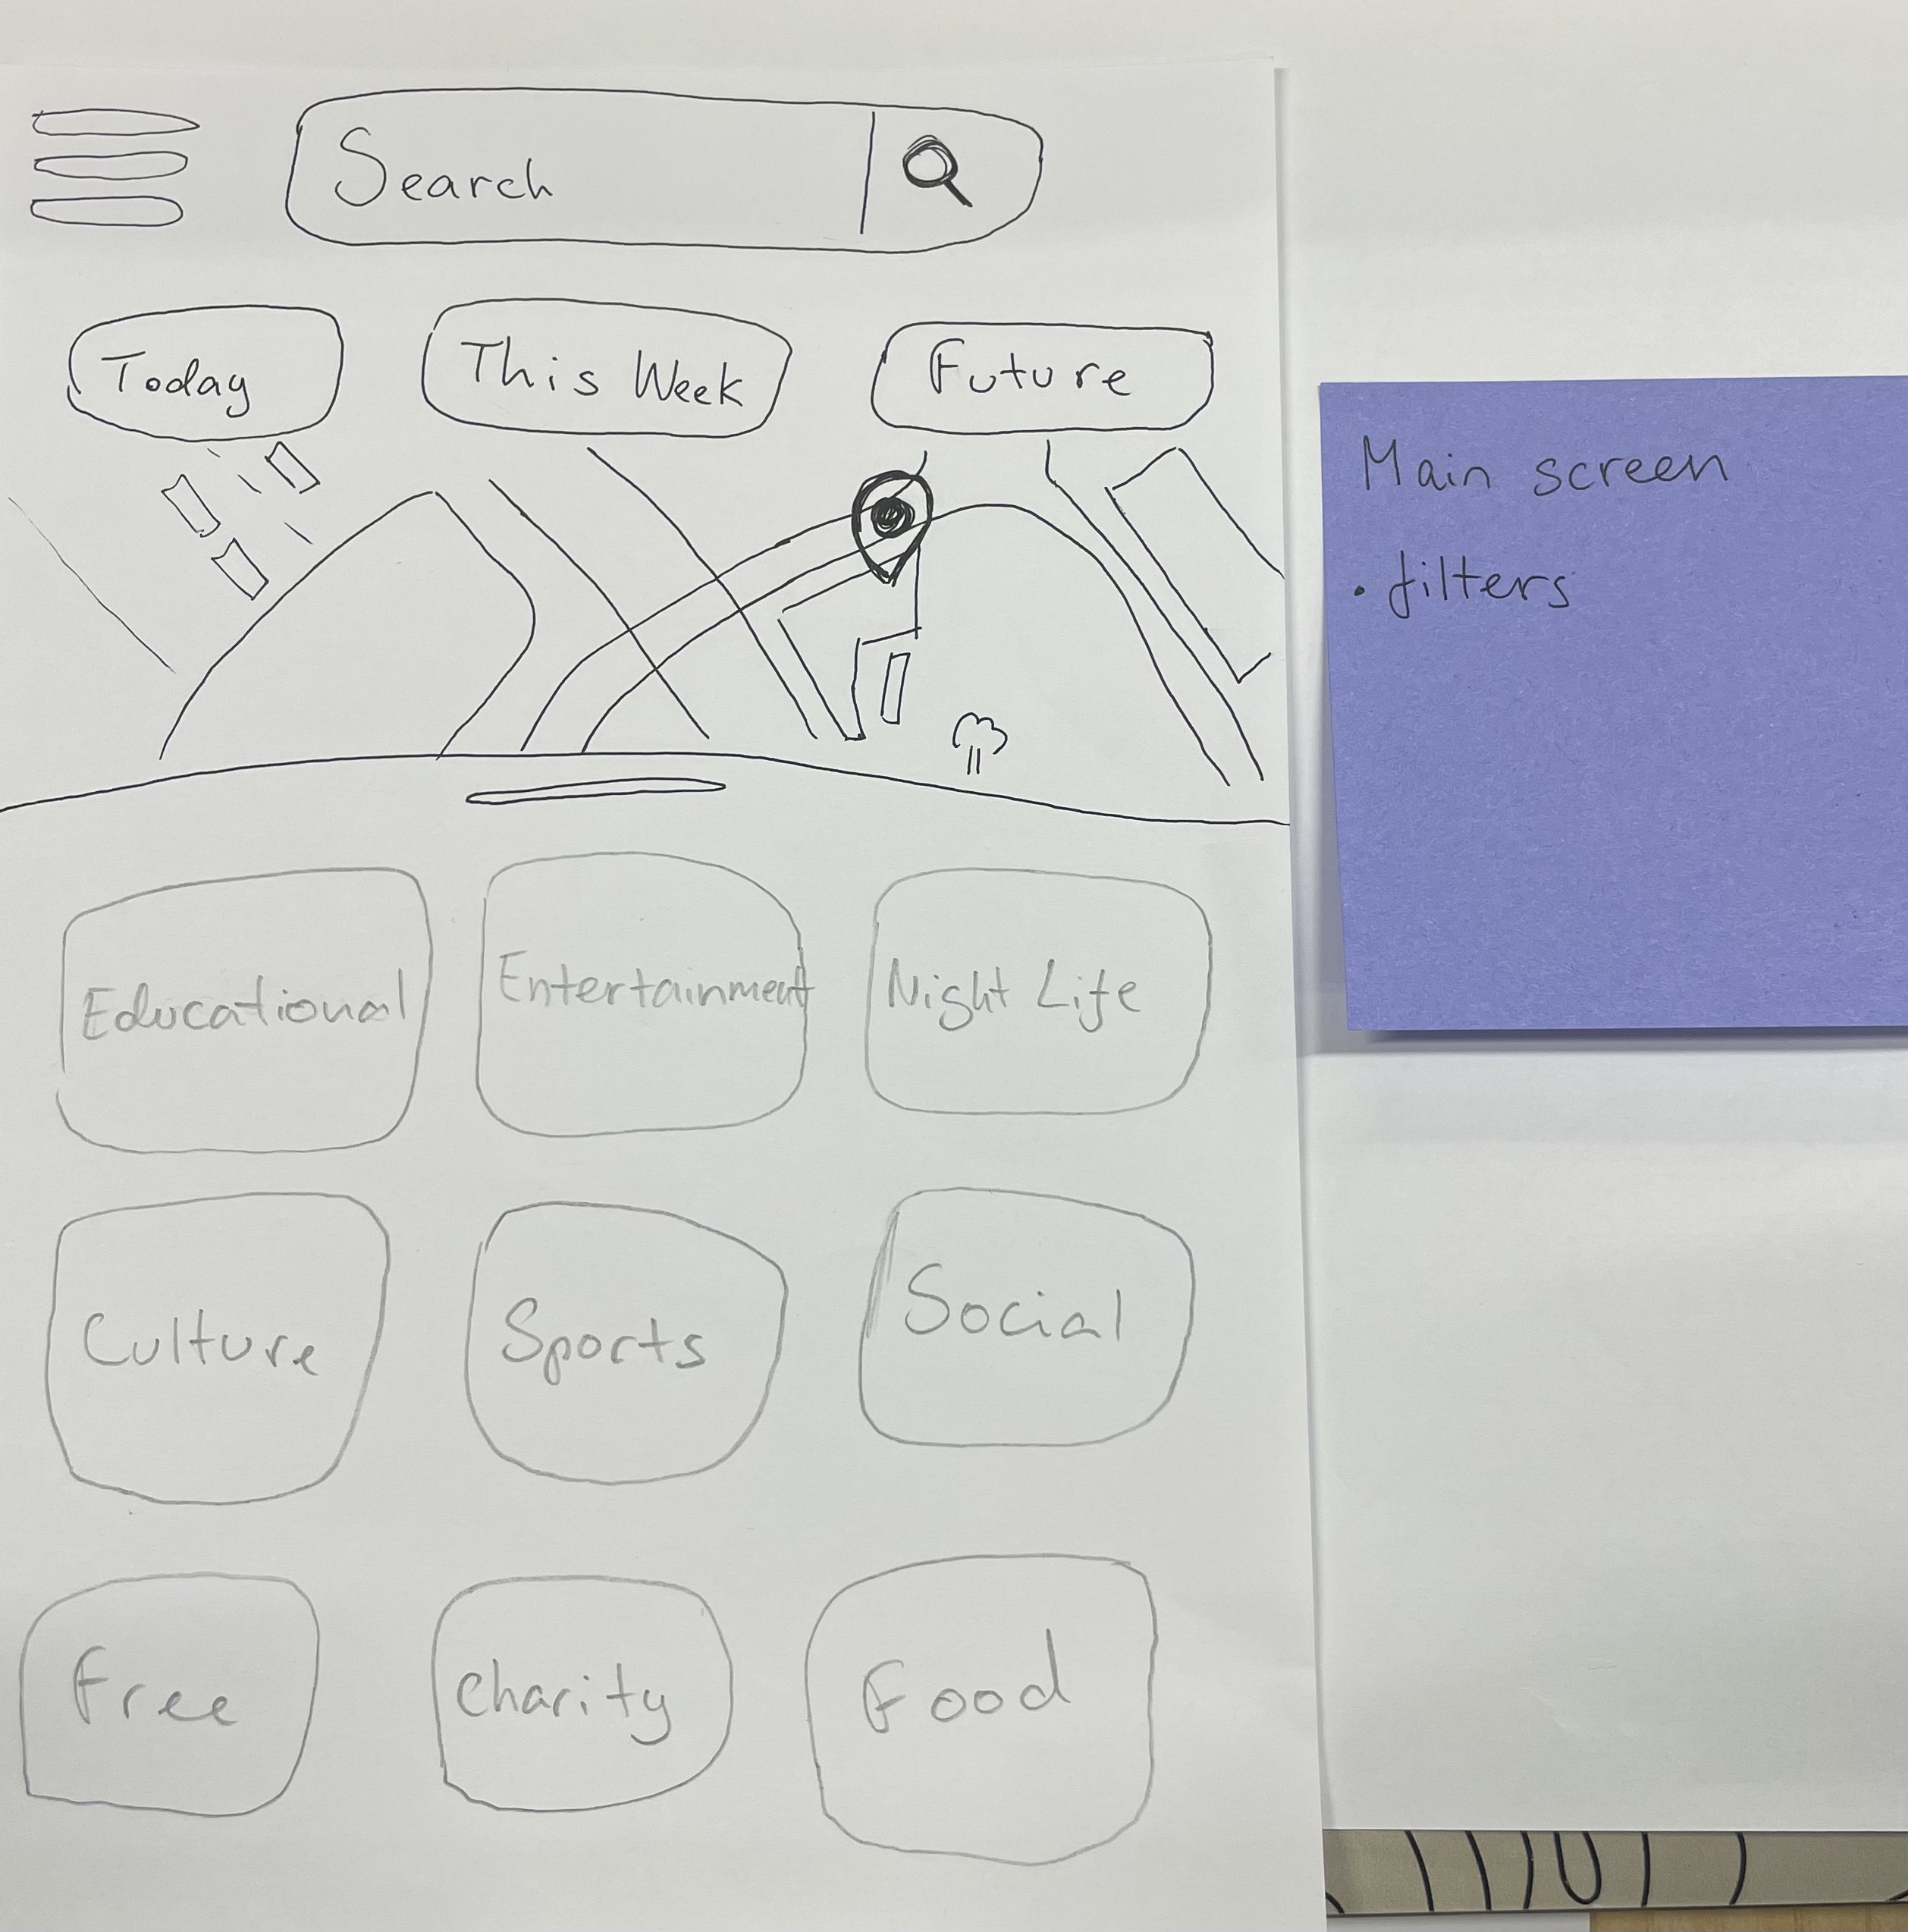 Search
Today
This Week
Future
Main screen
• filters
Educational
Entertainment
Night Life
Culture
Sports
Social
Free
Charity
Food